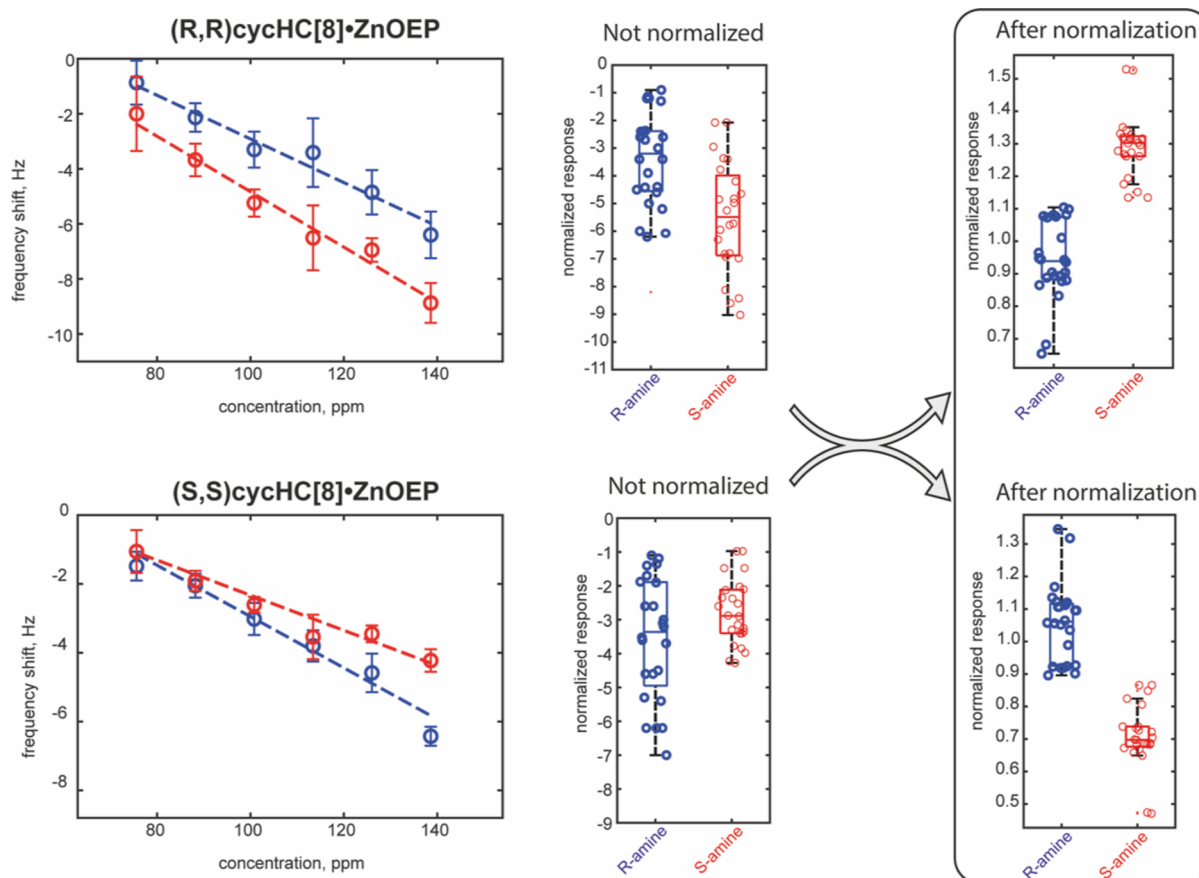 (R,R)cycHC[8]•ZnOEP
0
-2
-4
-6
-8
-10
frequency shift, Hz
80 100 120 140
concentration, ppm
Not normalized
0
-1
-2
-3
-4
-5
-6
-7
-8
-9
-10
-11
normalized response
R-amine
S-amine
After normalization
1.5
1.4
1.3
1.2
1.1
1.0
0.9
0.8
0.7
normalized response
R-amine
S-amine
(S,S)cycHC[8]•ZnOEP
0
-2
-4
-6
-8
frequency shift, Hz
80 100 120 140
concentration, ppm
Not normalized
0
-1
-2
-3
-4
-5
-6
-7
-8
-9
normalized response
R-amine
S-amine
After normalization
1.3
1.2
1.1
1.0
0.9
0.8
0.7
0.6
0.5
normalized response
R-amine
S-amine